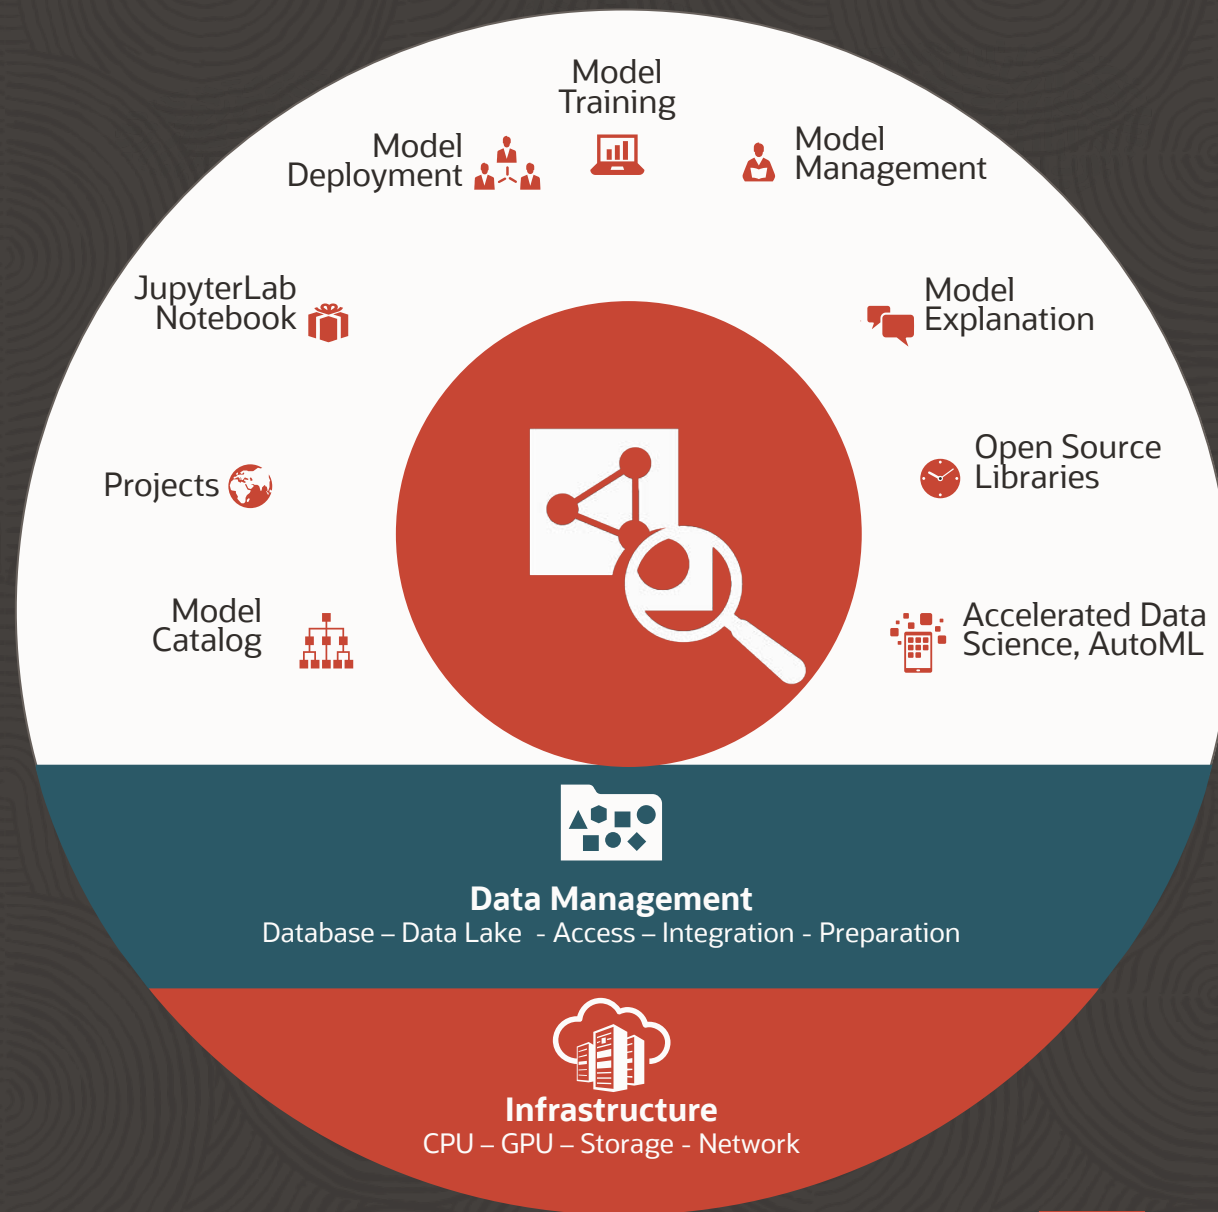 Model
Training
Model
Deployment
Model
Management
JupyterLab
Notebook
Model
Explanation
Projects
Open Source
Libraries
Model
Catalog
Accelerated Data
Science, AutoML
Data Management
Database – Data Lake  - Access – Integration - Preparation
Infrastructure
CPU – GPU – Storage - Network